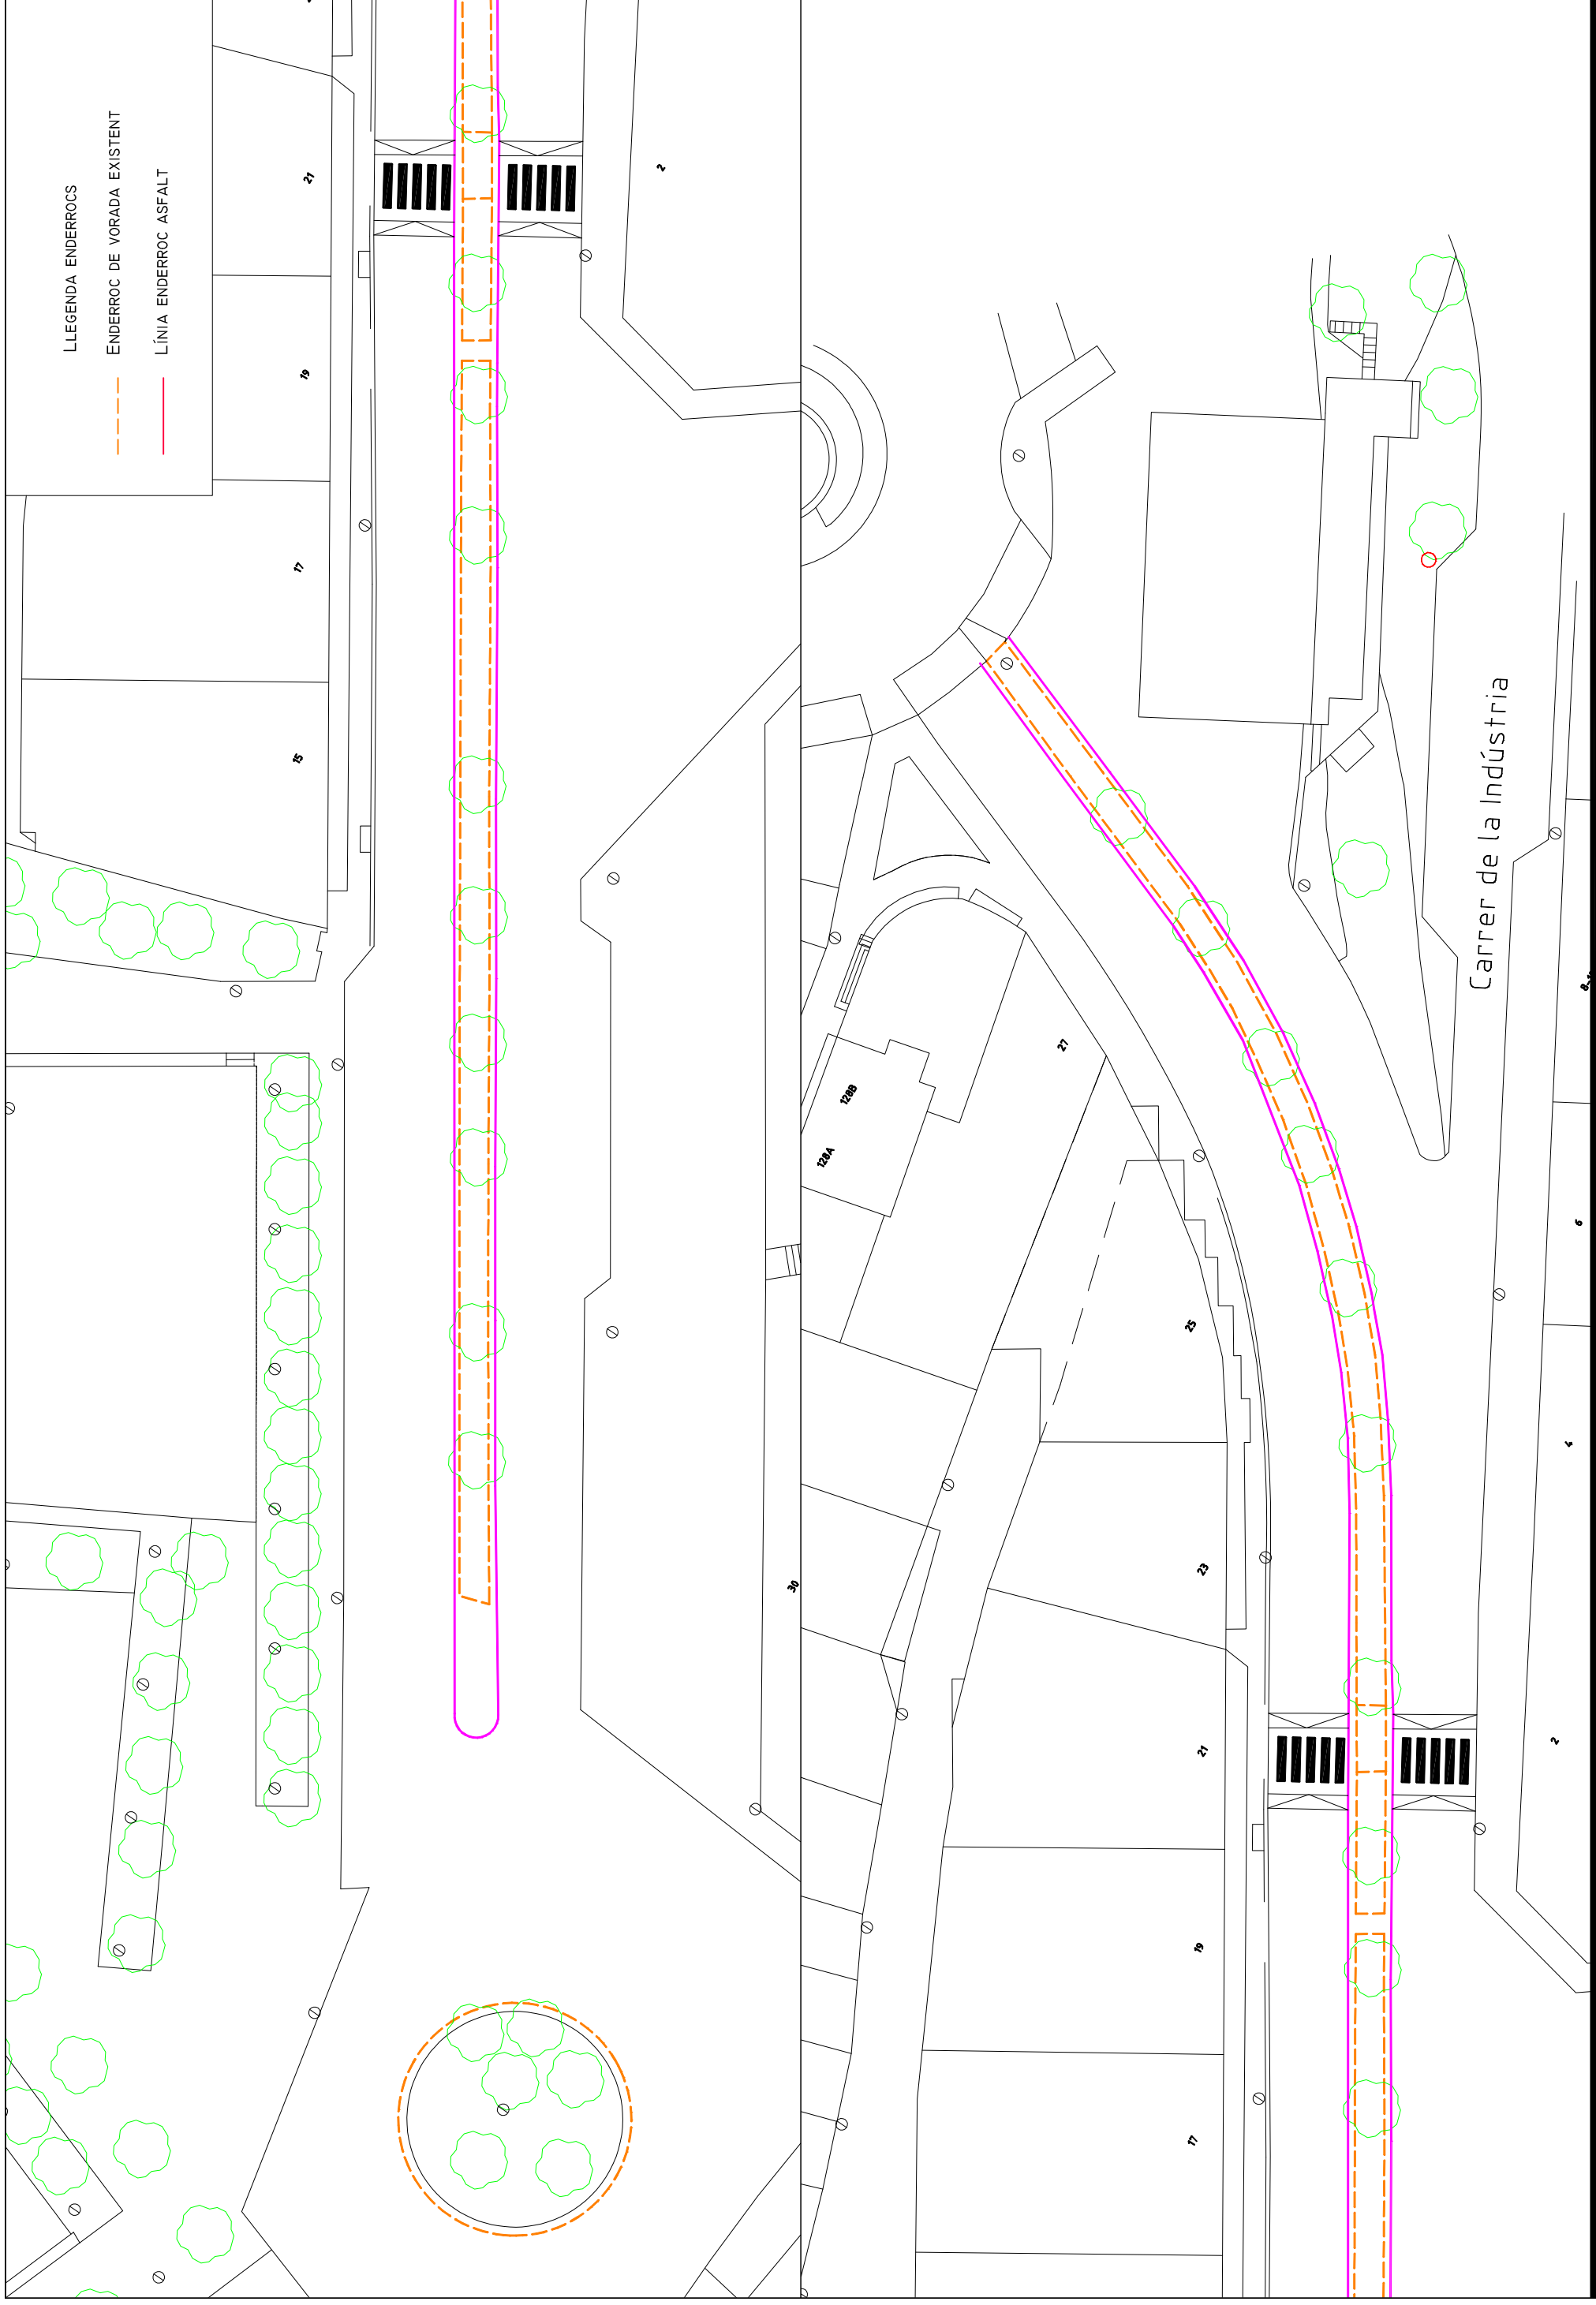 LLEGENDA ENDERROCS
ENDERROC DE VORADA EXISTENT
LÍNIA ENDERROC ASFALT
21
19
17
15
2
30
Carrer de la Indústria
128B
128A
27
25
23
21
19
17
6
4
2